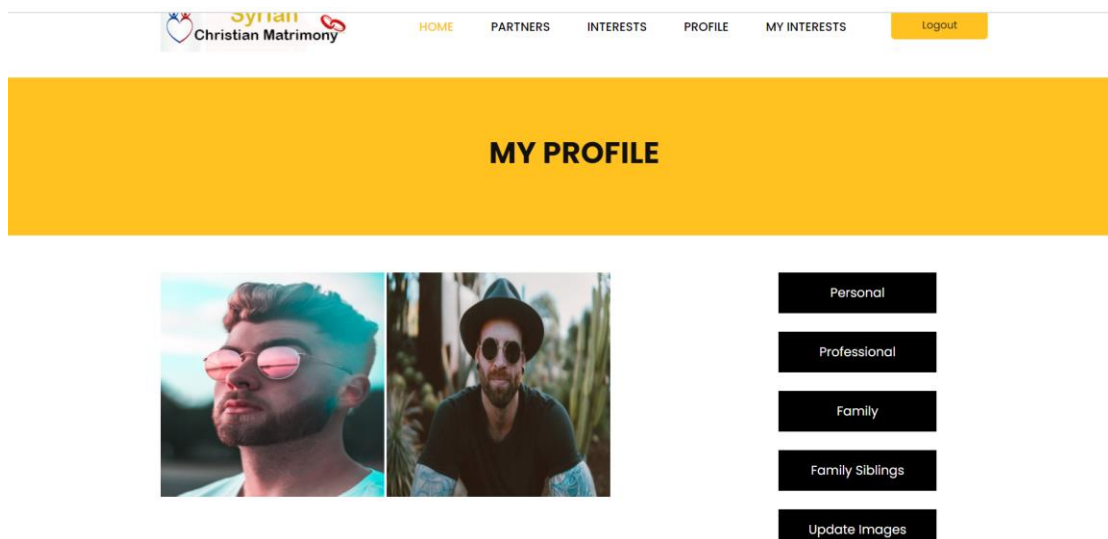 Syrian
Christian Matrimony
HOME PARTNERS INTERESTS PROFILE MY INTERESTS Logout
MY PROFILE
Personal
Professional
Family
Family Siblings
Update Images